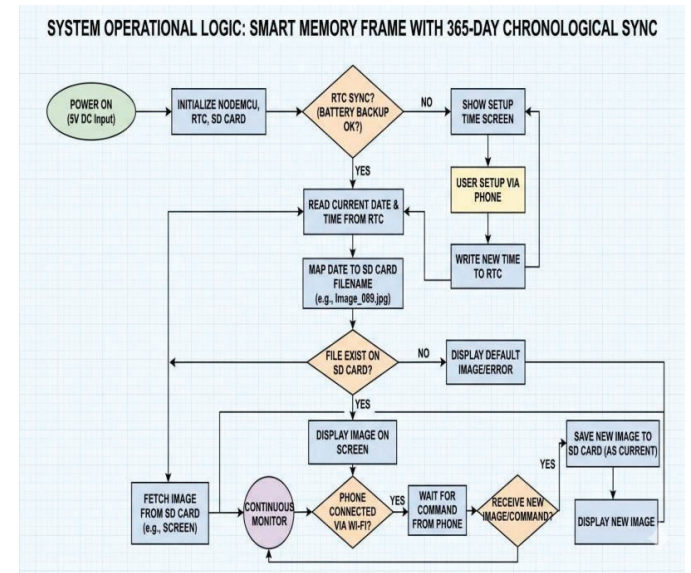 SYSTEM OPERATIONAL LOGIC: SMART MEMORY FRAME WITH 365-DAY CHRONOLOGICAL SYNC
POWER ON
(5V DC Input)
INITIALIZE NODEMCU,
RTC, SD CARD
RTC SYNC?
(BATTERY BACKUP
OK?)
NO
SHOW SETUP
TIME SCREEN
YES
USER SETUP VIA
PHONE
READ CURRENT DATE &
TIME FROM RTC
WRITE NEW TIME
TO RTC
MAP DATE TO SD CARD
FILENAME
(e.g., Image_089.jpg)
FILE EXIST ON
SD CARD?
NO
DISPLAY DEFAULT
IMAGE/ERROR
YES
DISPLAY IMAGE ON
SCREEN
SAVE NEW IMAGE TO
SD CARD (AS CURRENT)
YES
FETCH IMAGE
FROM SD CARD
(e.g., SCREEN)
CONTINUOUS
MONITOR
PHONE
CONNECTED
VIA WI-FI?
YES
WAIT FOR
COMMAND
FROM PHONE
RECEIVE NEW
IMAGE/COMMAND?
DISPLAY NEW IMAGE